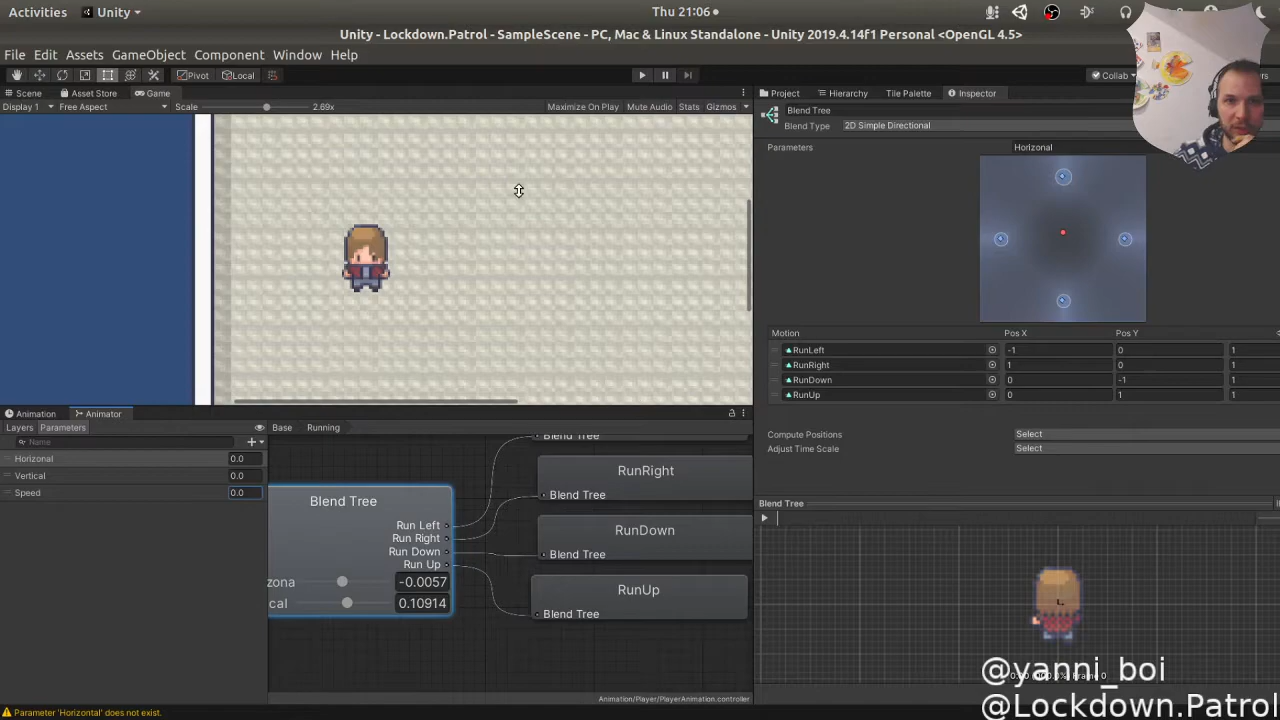 Activities Unity Thu 21:06
Unity - Lockdown.Patrol - SampleScene - PC, Mac & Linux Standalone - Unity 2019.4.14f1 Personal <OpenGL 4.5>
File Edit Assets GameObject Component Window Help
Pivot Local Collab
Scene Asset Store Game Project Hierarchy Tile Palette Inspector
Display 1 Free Aspect Scale 2.69x Maximize On Play Mute Audio Stats Gizmos
Blend Tree
Blend Type 2D Simple Directional
Parameters Horizonal
Motion Pos X Pos Y
RunLeft -1 0 1
RunRight 1 0 1
RunDown 0 -1 1
RunUp 0 1 1
Compute Positions Select
Adjust Time Scale Select
Animation Animator
Layers Parameters Base Running
Name
Horizonal 0.0
Vertical 0.0
Speed 0.0
Blend Tree
Run Left
Run Right
Run Down
Run Up
zona -0.0057
cal 0.10914
Blend Tree
RunRight
Blend Tree
RunDown
Blend Tree
RunUp
Blend Tree
Animation/Player/PlayerAnimation.controller
Blend Tree
@yanni_boi
@Lockdown.Patrol
Parameter 'Horizontal' does not exist.